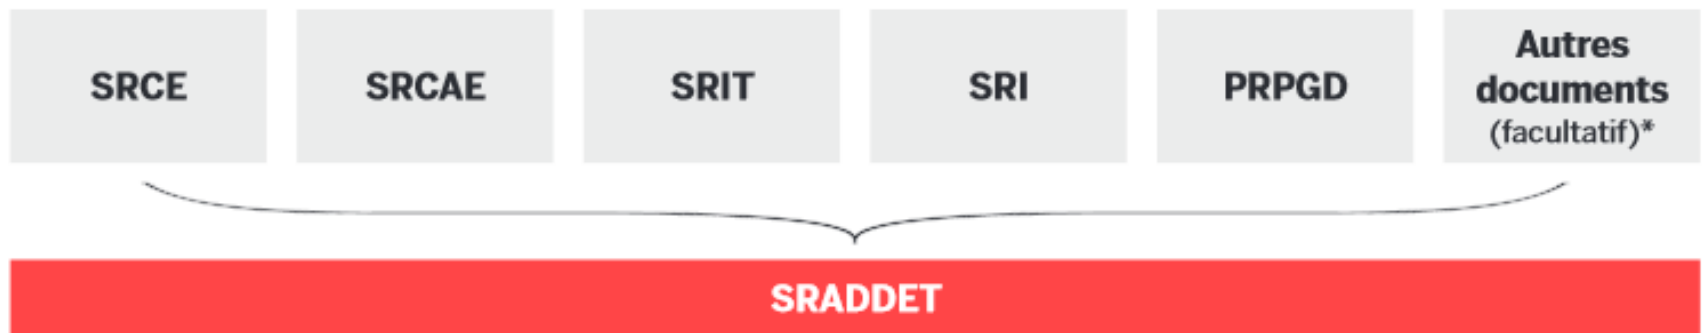 SRCE
SRCAE
SRIT
SRI
PRPGD
Autres
documents
(facultatif)*
SRADDET